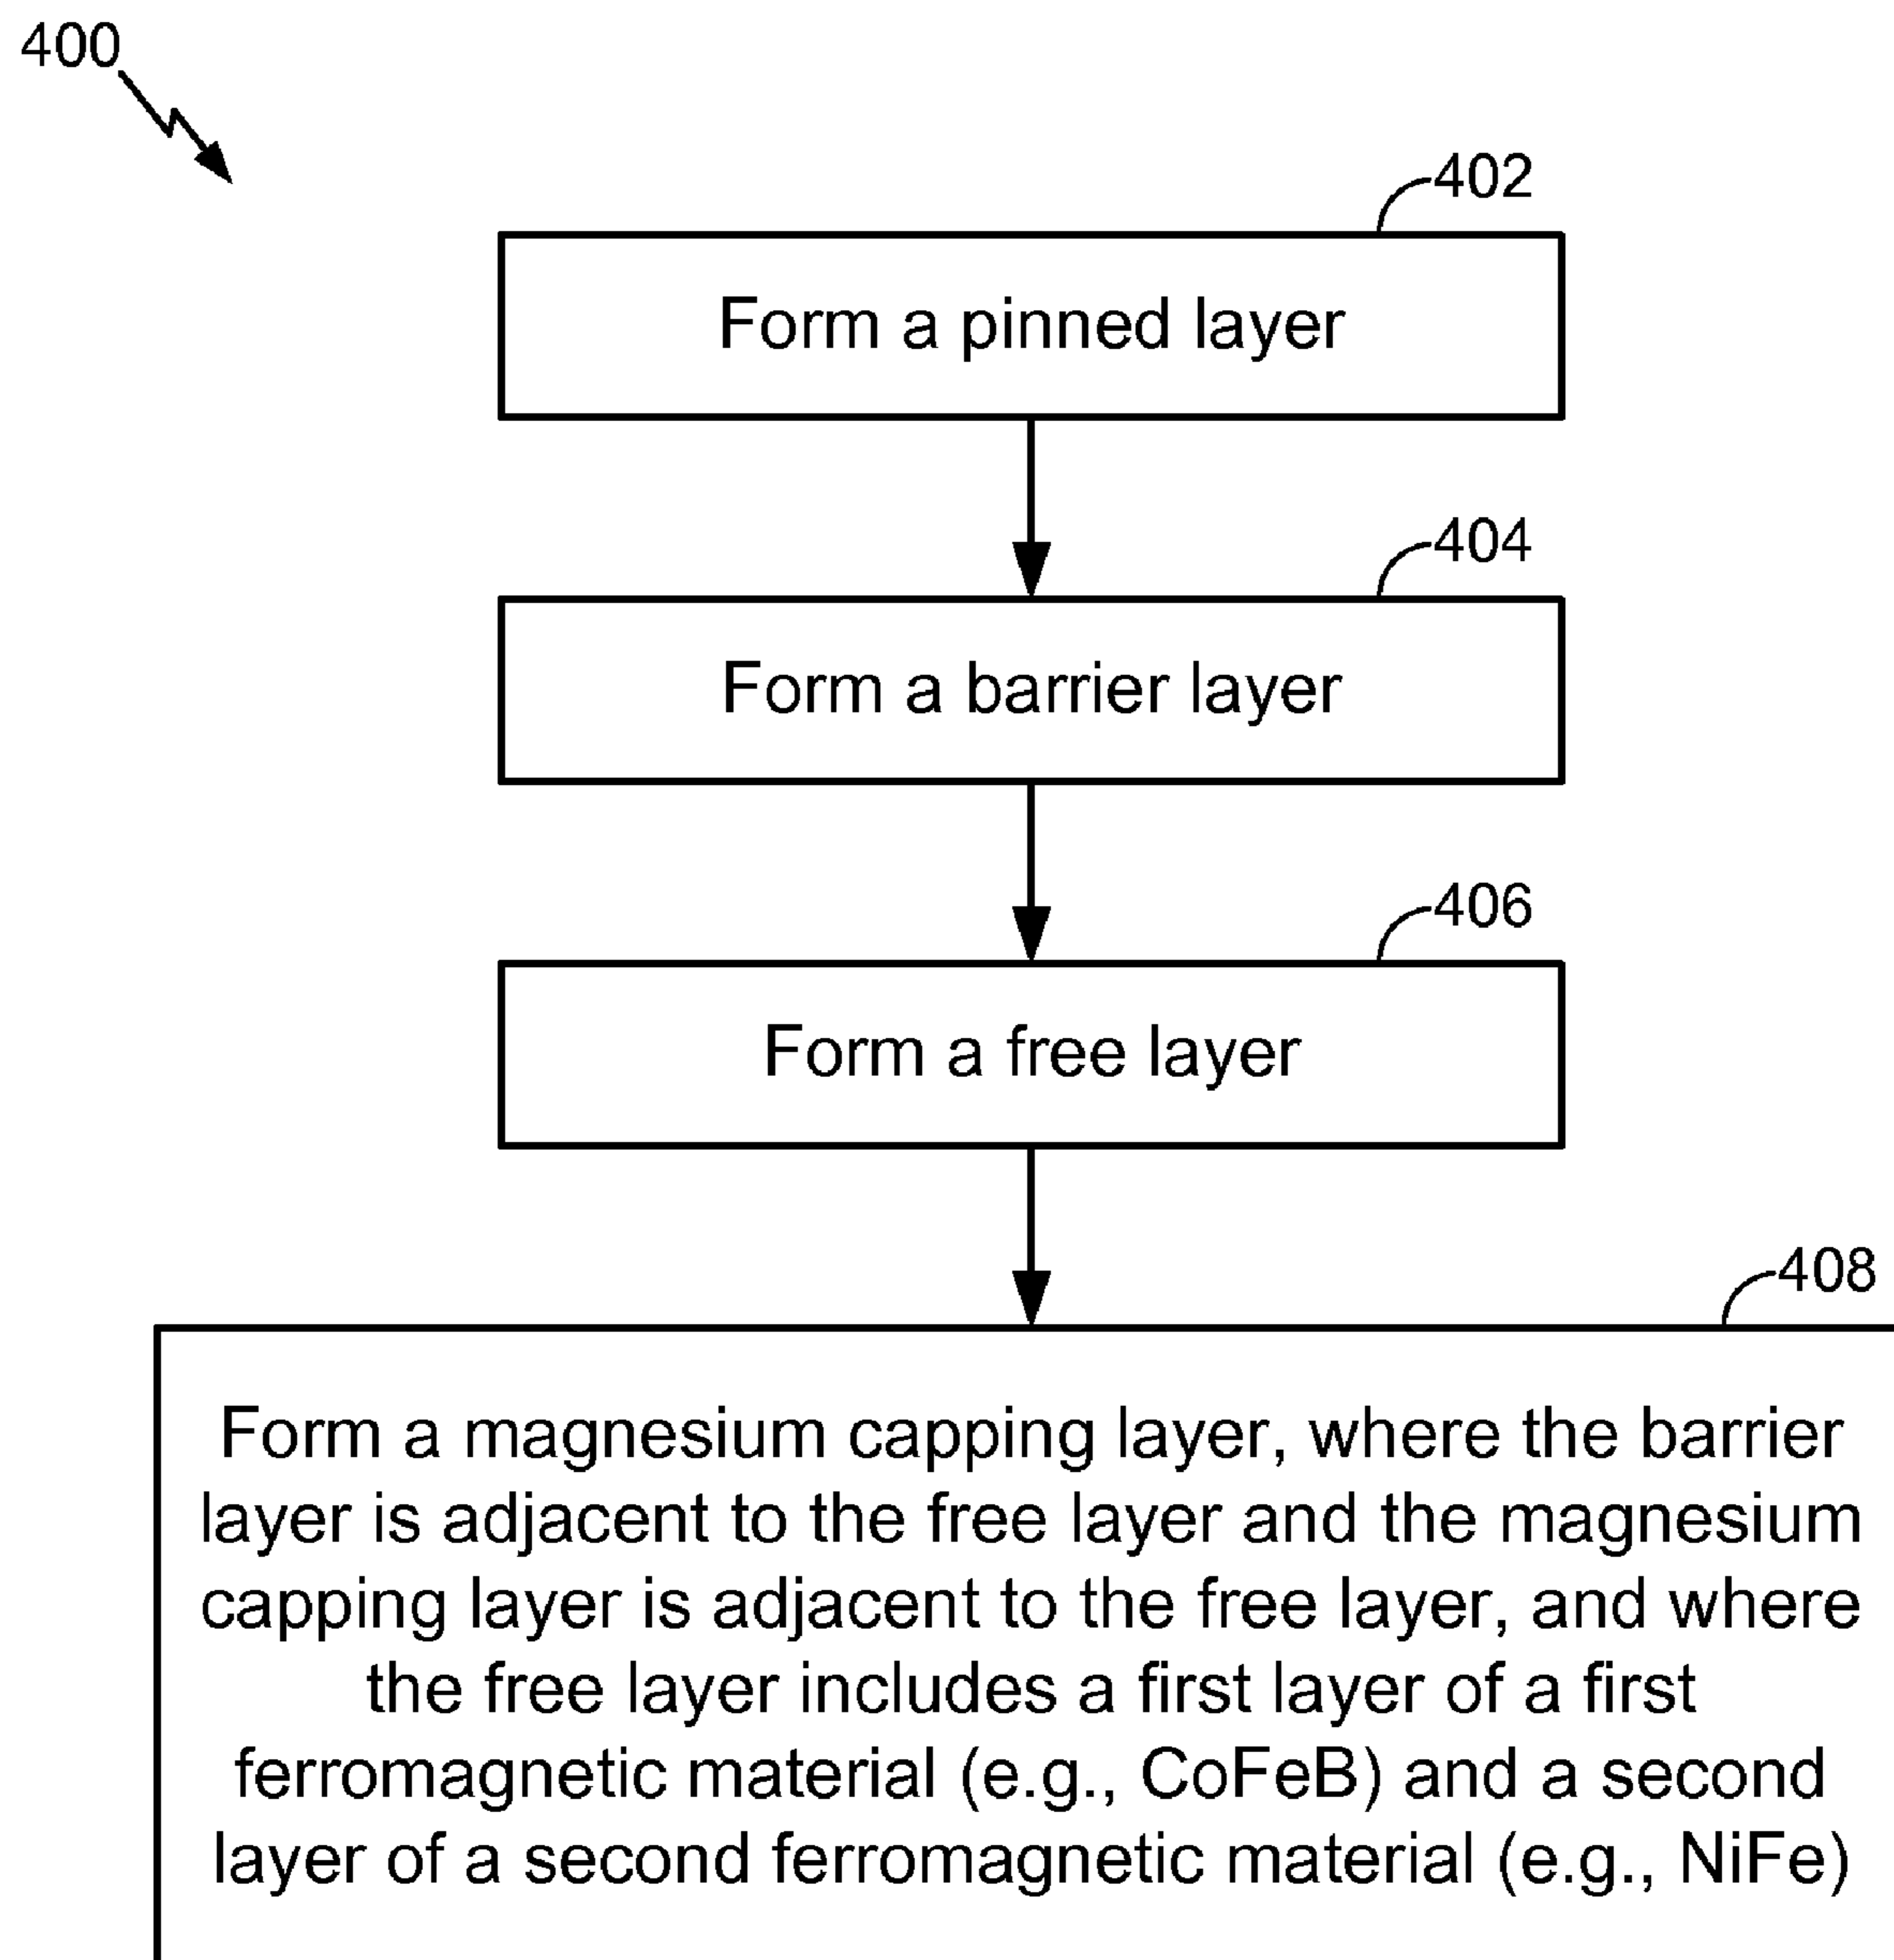 400
402
Form a pinned layer
404
Form a barrier layer
406
Form a free layer
408
Form a magnesium capping layer, where the barrier
layer is adjacent to the free layer and the magnesium
capping layer is adjacent to the free layer, and where
the free layer includes a first layer of a first
ferromagnetic material (e.g., CoFeB) and a second
layer of a second ferromagnetic material (e.g., NiFe)